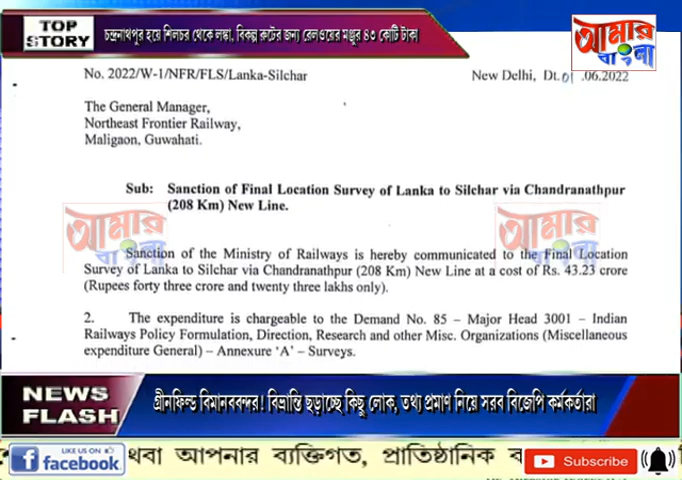 TOP
STORY
চন্দ্রনাথপুর হয়ে শিলচর থেকে লঙ্কা, বিকল্প রুটের জন্য রেলওয়ের মঞ্জুর ৪৩ কোটি টাকা
আমার
বাংলা
No. 2022/W-1/NFR/FLS/Lanka-Silchar
New Delhi, Dt. 01 .06.2022
The General Manager,
Northeast Frontier Railway,
Maligaon, Guwahati.
Sub: Sanction of Final Location Survey of Lanka to Silchar via Chandranathpur
(208 Km) New Line.
আমার
বাংলা
আমার
বাংলা
Sanction of the Ministry of Railways is hereby communicated to the Final Location
Survey of Lanka to Silchar via Chandranathpur (208 Km) New Line at a cost of Rs. 43.23 crore
(Rupees forty three crore and twenty three lakhs only).
2. The expenditure is chargeable to the Demand No. 85 – Major Head 3001 – Indian
Railways Policy Formulation, Direction, Research and other Misc. Organizations (Miscellaneous
expenditure General) – Annexure ‘A’ – Surveys.
NEWS
FLASH
গ্রীনফিল্ড বিমানবন্দর! বিভ্রান্তি ছড়াচ্ছে কিছু লোক, তথ্য প্রমাণ নিয়ে সরব বিজেপি কর্মকর্তারা
LIKE US ON
facebook.
থবা আপনার ব্যক্তিগত, প্রাতিষ্ঠানিক ব
Subscribe